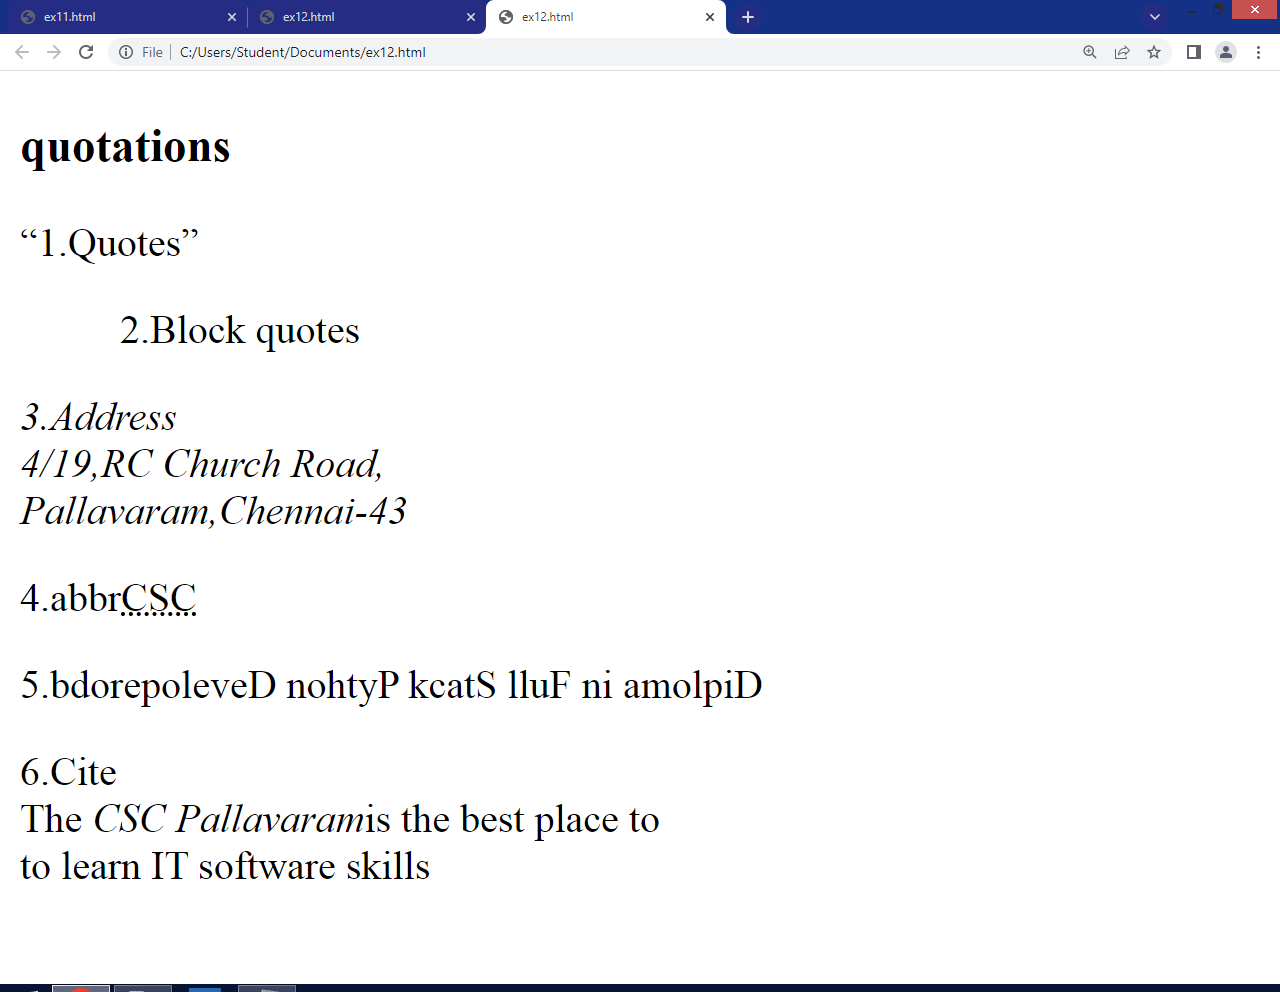 ex11.html
ex12.html
ex12.html
File
C:/Users/Student/Documents/ex12.html
quotations
“1.Quotes”
2.Block quotes
3.Address
4/19,RC Church Road,
Pallavaram,Chennai-43
4.abbrCSC
5.bdorepoleveD nohtyP kcatS lluF ni amolpiD
6.Cite
The CSC Pallavaramis the best place to
to learn IT software skills